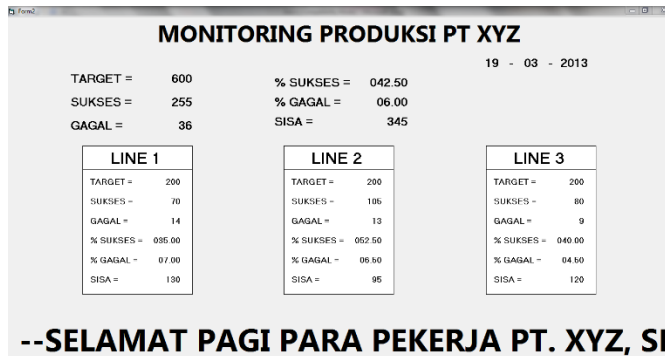 Form2
MONITORING PRODUKSI PT XYZ
19 - 03 - 2013
TARGET = 600
SUKSES = 255
GAGAL = 36
% SUKSES = 042.50
% GAGAL = 06.00
SISA = 345
LINE 1
TARGET = 200
SUKSES = 70
GAGAL = 14
% SUKSES = 035.00
% GAGAL = 07.00
SISA = 130
LINE 2
TARGET = 200
SUKSES = 105
GAGAL = 13
% SUKSES = 052.50
% GAGAL = 06.50
SISA = 95
LINE 3
TARGET = 200
SUKSES = 80
GAGAL = 9
% SUKSES = 040.00
% GAGAL = 04.50
SISA = 120
--SELAMAT PAGI PARA PEKERJA PT. XYZ,